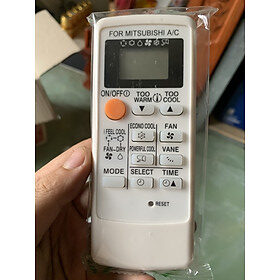 FOR MITSUBISHI A/C
ON/OFF
TOO WARM
TOO COOL
I FEEL COOL
FAN DRY
ECONO COOL
FAN
POWERFUL COOL
VANE
MODE
SELECT
TIME
RESET